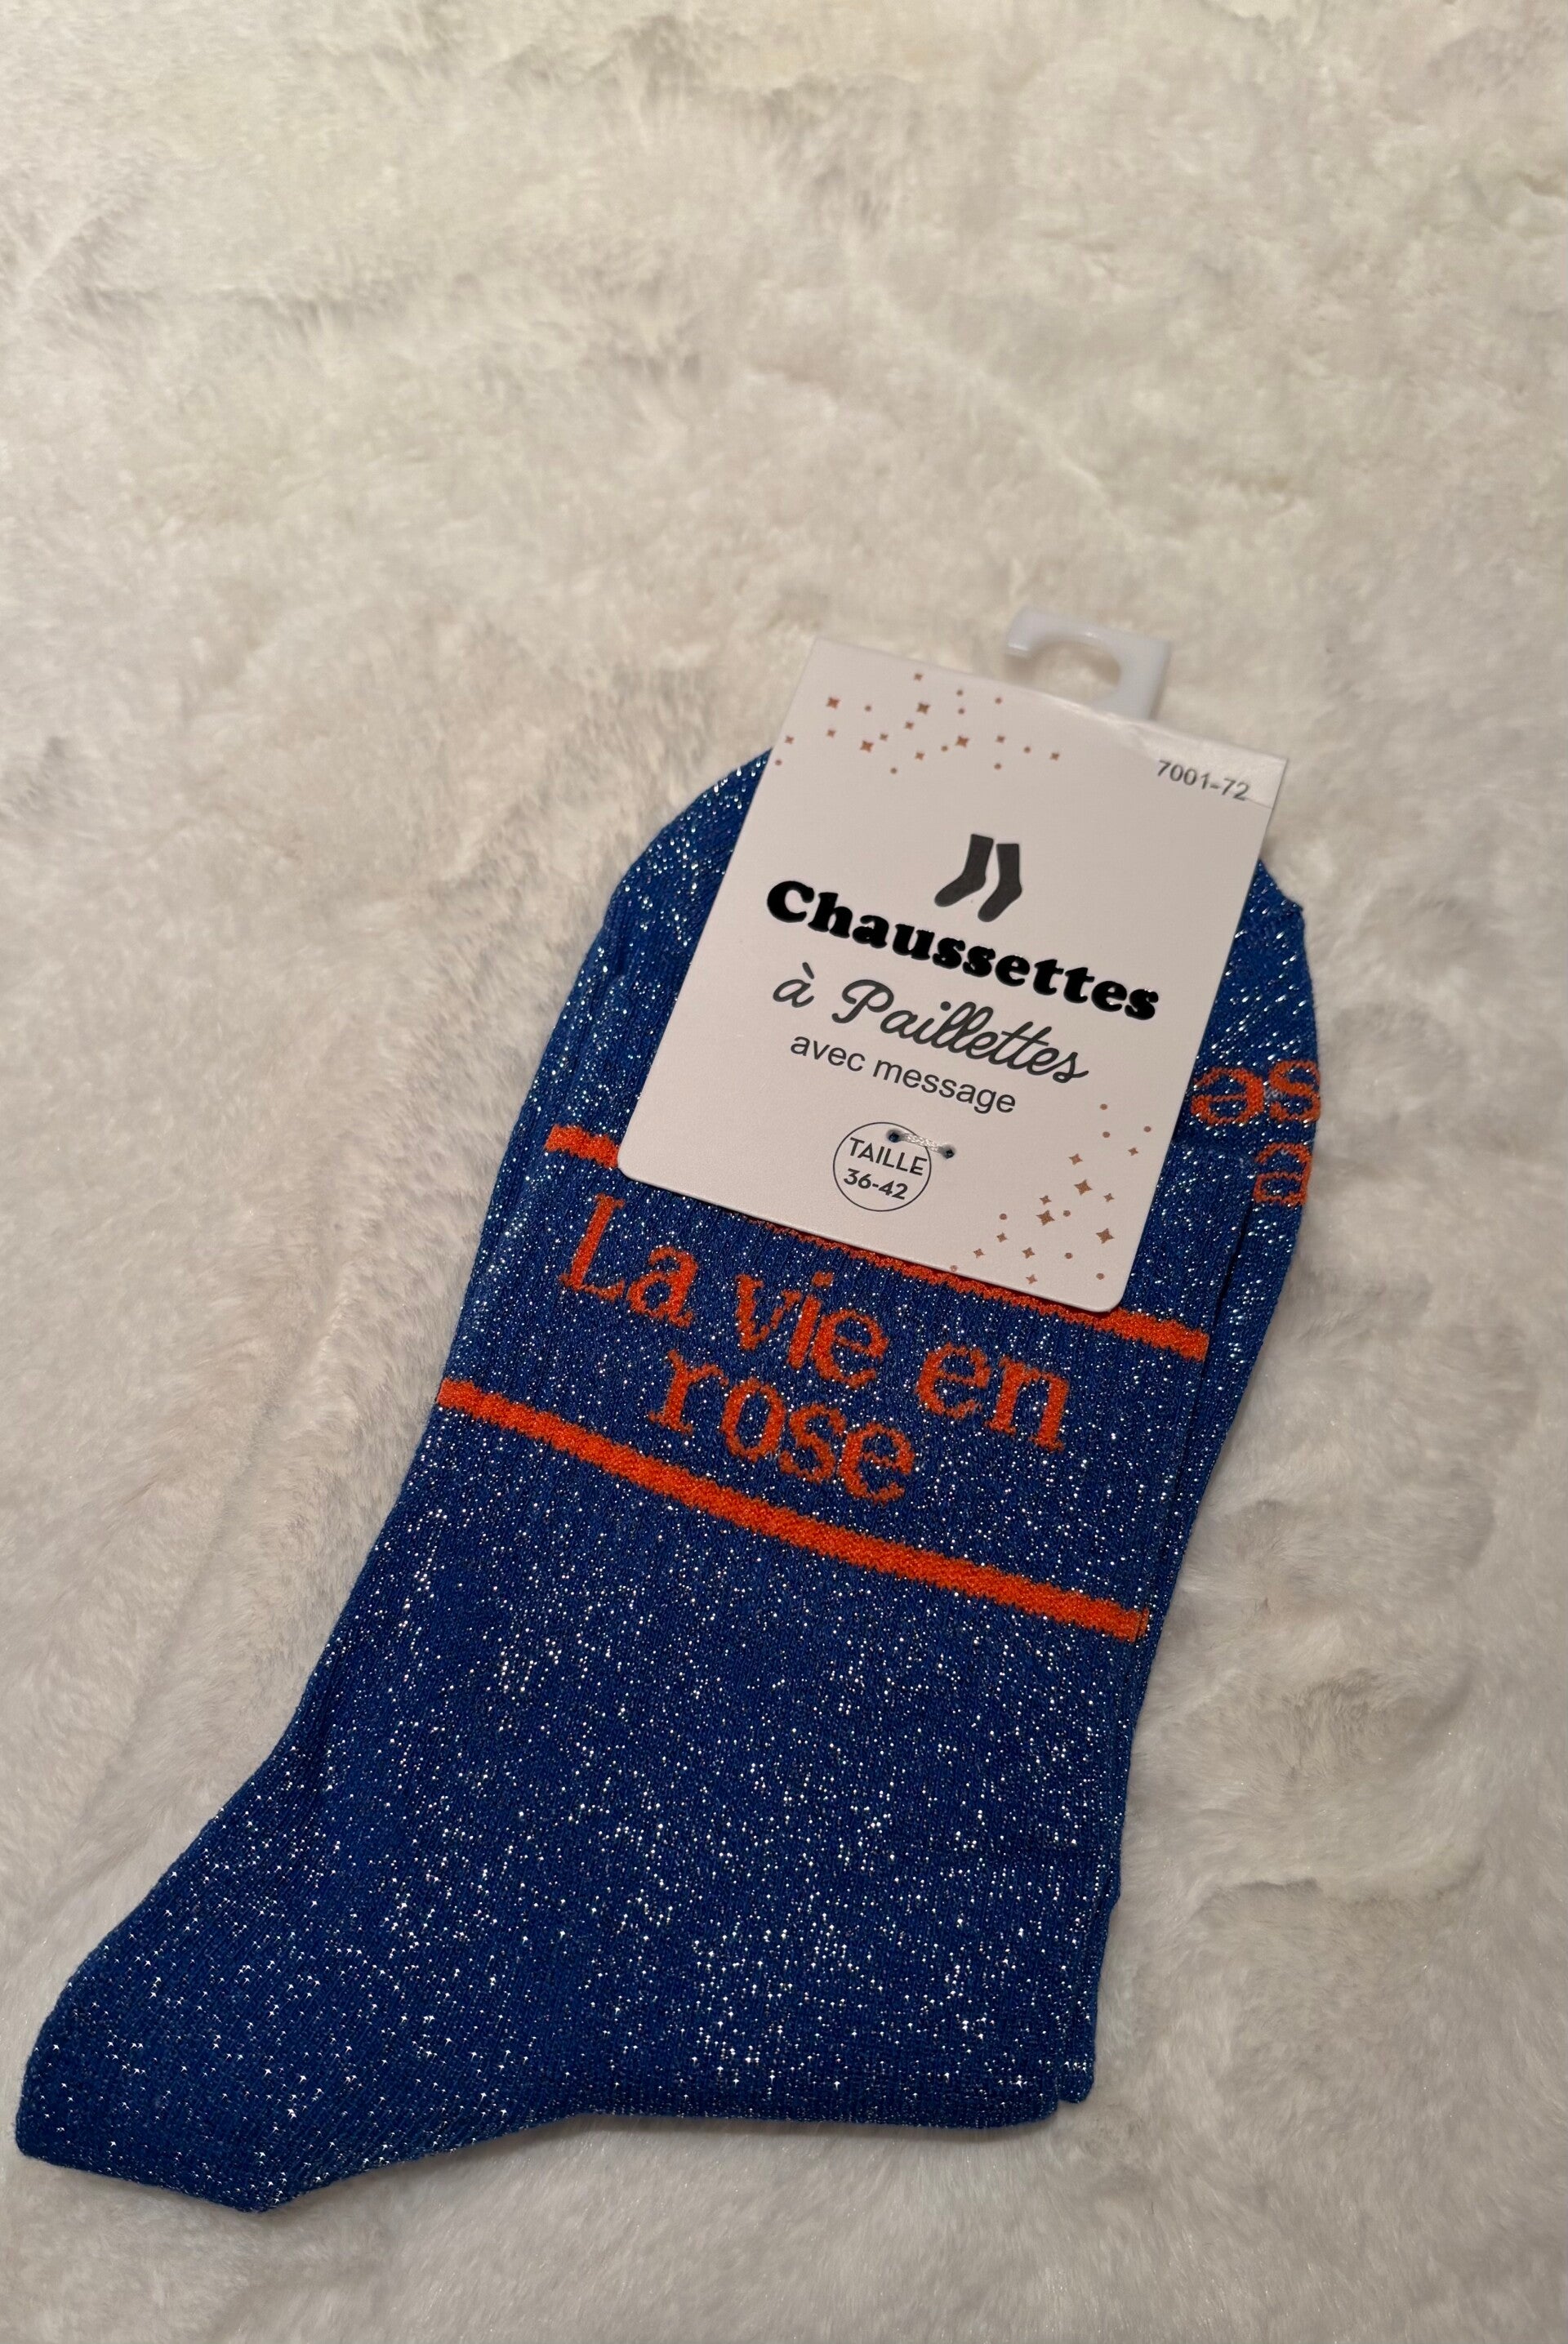 7001-72
Chaussettes
à Paillettes
avec message
TAILLE
36-42
La vie en
rose